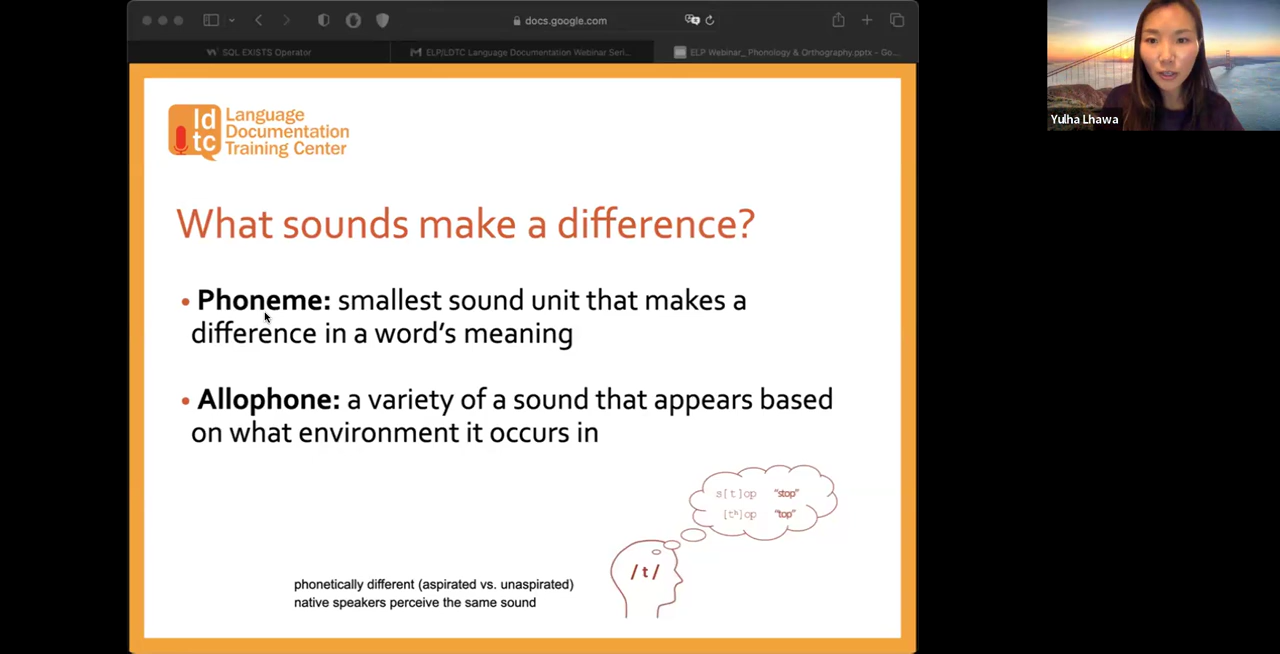 docs.google.com
SQL EXISTS Operator
ELP/LDTC Language Documentation Webinar Seri...
ELP Webinar_ Phonology & Orthography.pptx - Go...
Yulha Lhawa
ld
tc
Language
Documentation
Training Center
What sounds make a difference?
• Phoneme: smallest sound unit that makes a
difference in a word's meaning
• Allophone: a variety of a sound that appears based
on what environment it occurs in
s[t]op "stop"
[tʰ]op "top"
/t/
phonetically different (aspirated vs. unaspirated)
native speakers perceive the same sound